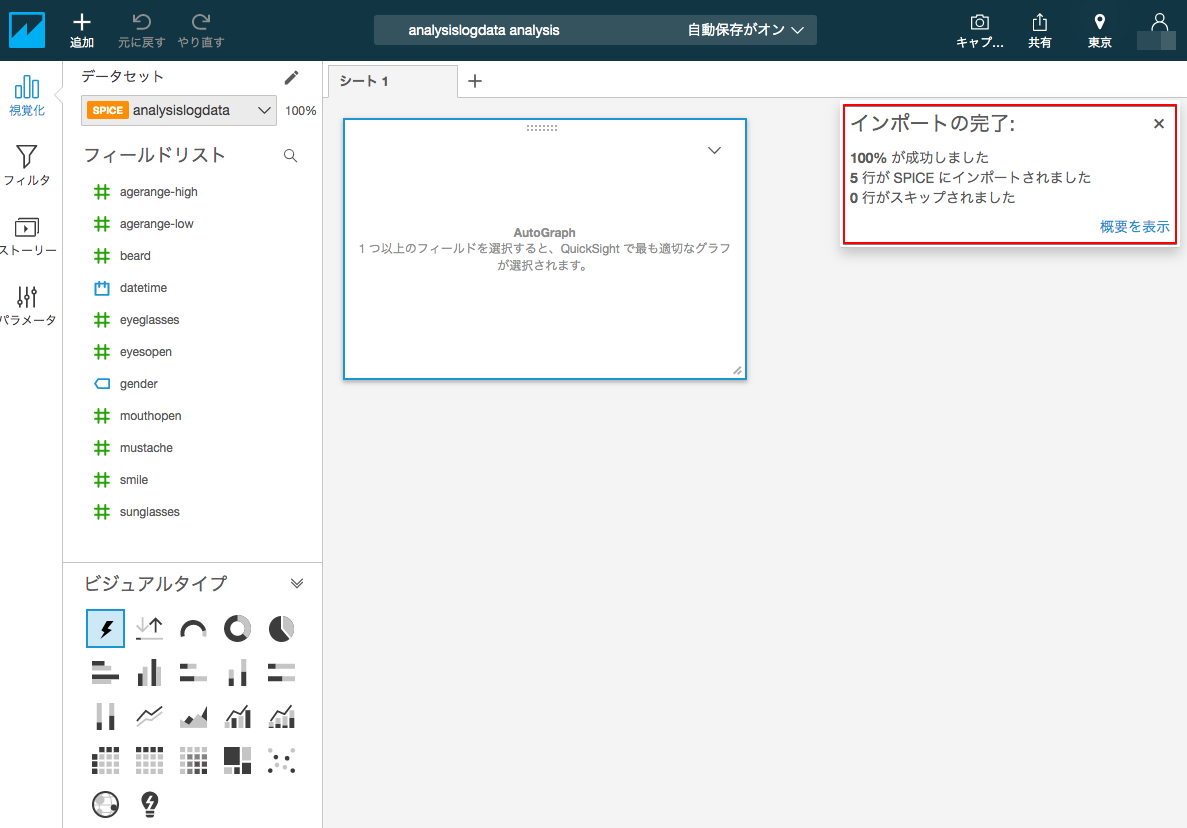 追加
元に戻す
やり直す
analysislogdata analysis
自動保存がオン
キャプ...
共有
東京
視覚化
フィルタ
ストーリー
パラメータ
データセット
SPICE analysislogdata 100%
フィールドリスト
agerange-high
agerange-low
beard
datetime
eyeglasses
eyesopen
gender
mouthopen
mustache
smile
sunglasses
ビジュアルタイプ
シート 1
AutoGraph
1 つ以上のフィールドを選択すると、QuickSight で最も適切なグラフ
が選択されます。
インポートの完了:
100% が成功しました
5 行が SPICE にインポートされました
0 行がスキップされました
概要を表示